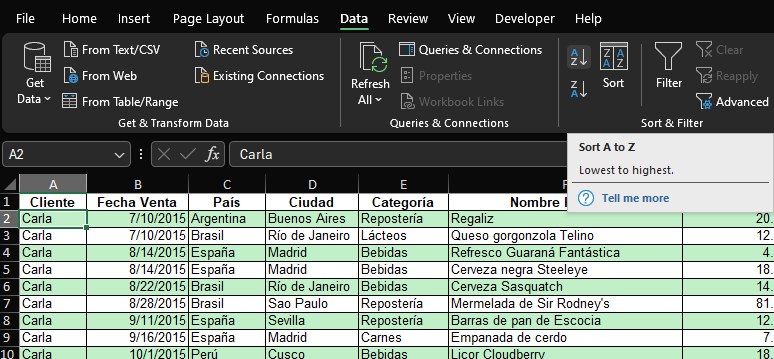 File Home Insert Page Layout Formulas Data Review View Developer Help
From Text/CSV Recent Sources Queries & Connections Clear
Get Data From Web Existing Connections Refresh All Properties Sort Filter Reapply
From Table/Range Workbook Links Advanced
Get & Transform Data Queries & Connections Sort & Filter
Sort A to Z
Lowest to highest.
Tell me more
A2 fx Carla
A B C D E
1 Cliente Fecha Venta País Ciudad Categoría Nombre
2 Carla 7/10/2015 Argentina Buenos Aires Repostería Regaliz 20.
3 Carla 7/10/2015 Brasil Río de Janeiro Lácteos Queso gorgonzola Telino 12.
4 Carla 8/14/2015 España Madrid Bebidas Refresco Guaraná Fantástica 4.
5 Carla 8/14/2015 España Madrid Bebidas Cerveza negra Steeleye 18.
6 Carla 8/22/2015 Brasil Río de Janeiro Bebidas Cerveza Sasquatch 14.
7 Carla 8/28/2015 Brasil Sao Paulo Repostería Mermelada de Sir Rodney's 81.
8 Carla 9/11/2015 España Sevilla Repostería Barras de pan de Escocia 12.
9 Carla 9/16/2015 España Madrid Carnes Empanada de cerdo 7.
10 Carla 10/1/2015 Perú Cusco Bebidas Licor Cloudberry 18.